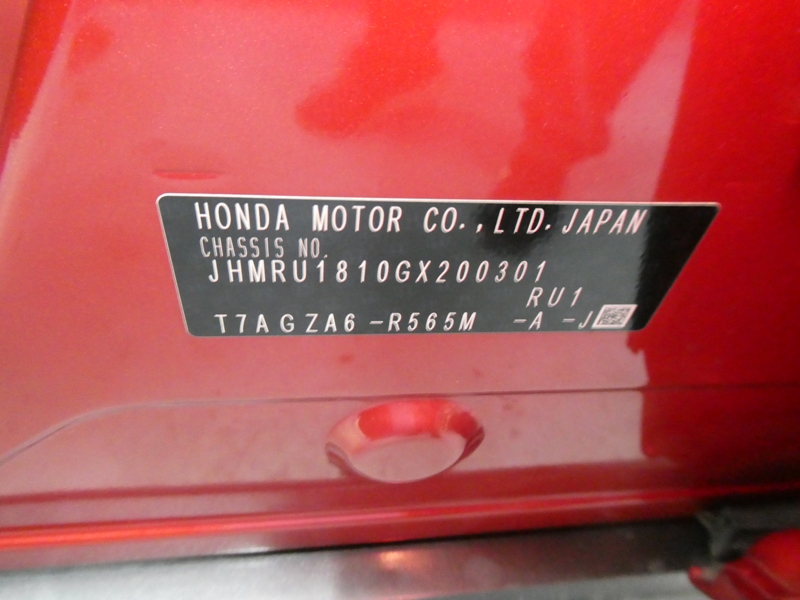 HONDA MOTOR CO.,LTD.JAPAN
CHASSIS NO.
JHMRU1810GX200301
RU1
T7AGZA6-R565M -A -J